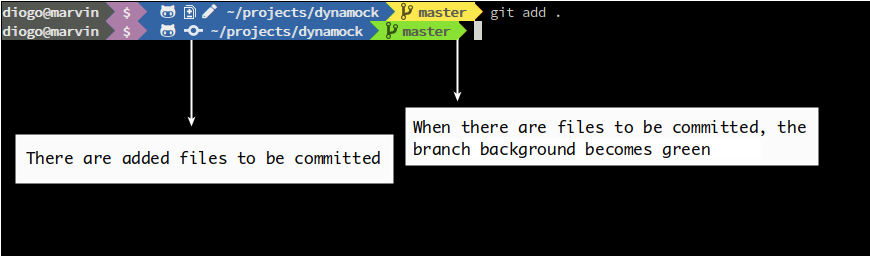 diogo@marvin $ ~/projects/dynamock master git add .
diogo@marvin $ ~/projects/dynamock master
There are added files to be committed
When there are files to be committed, the
branch background becomes green